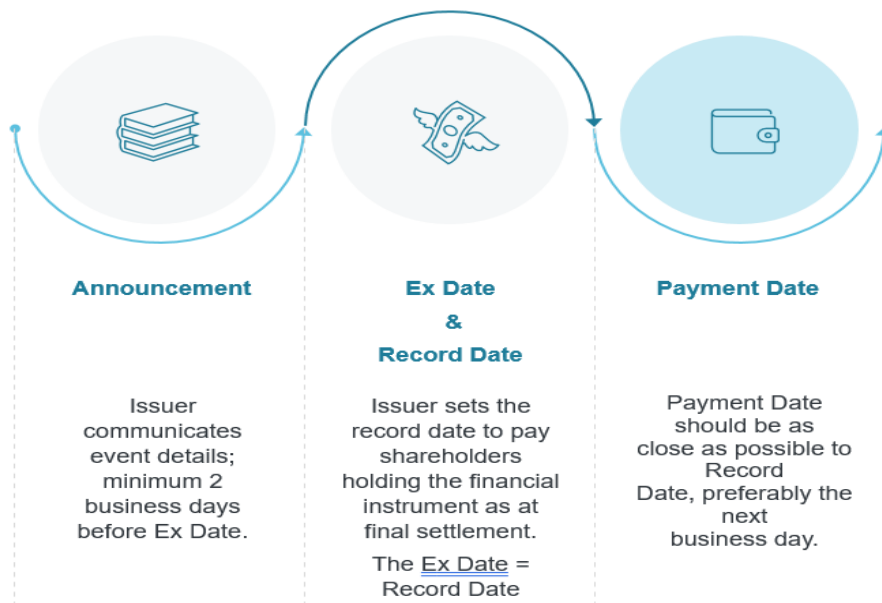 Announcement
Issuer
communicates
event details;
minimum 2
business days
before Ex Date.
Ex Date
&
Record Date
Issuer sets the
record date to pay
shareholders
holding the financial
instrument as at
final settlement.
The Ex Date =
Record Date
Payment Date
Payment Date
should be as
close as possible to
Record
Date, preferably the
next
business day.